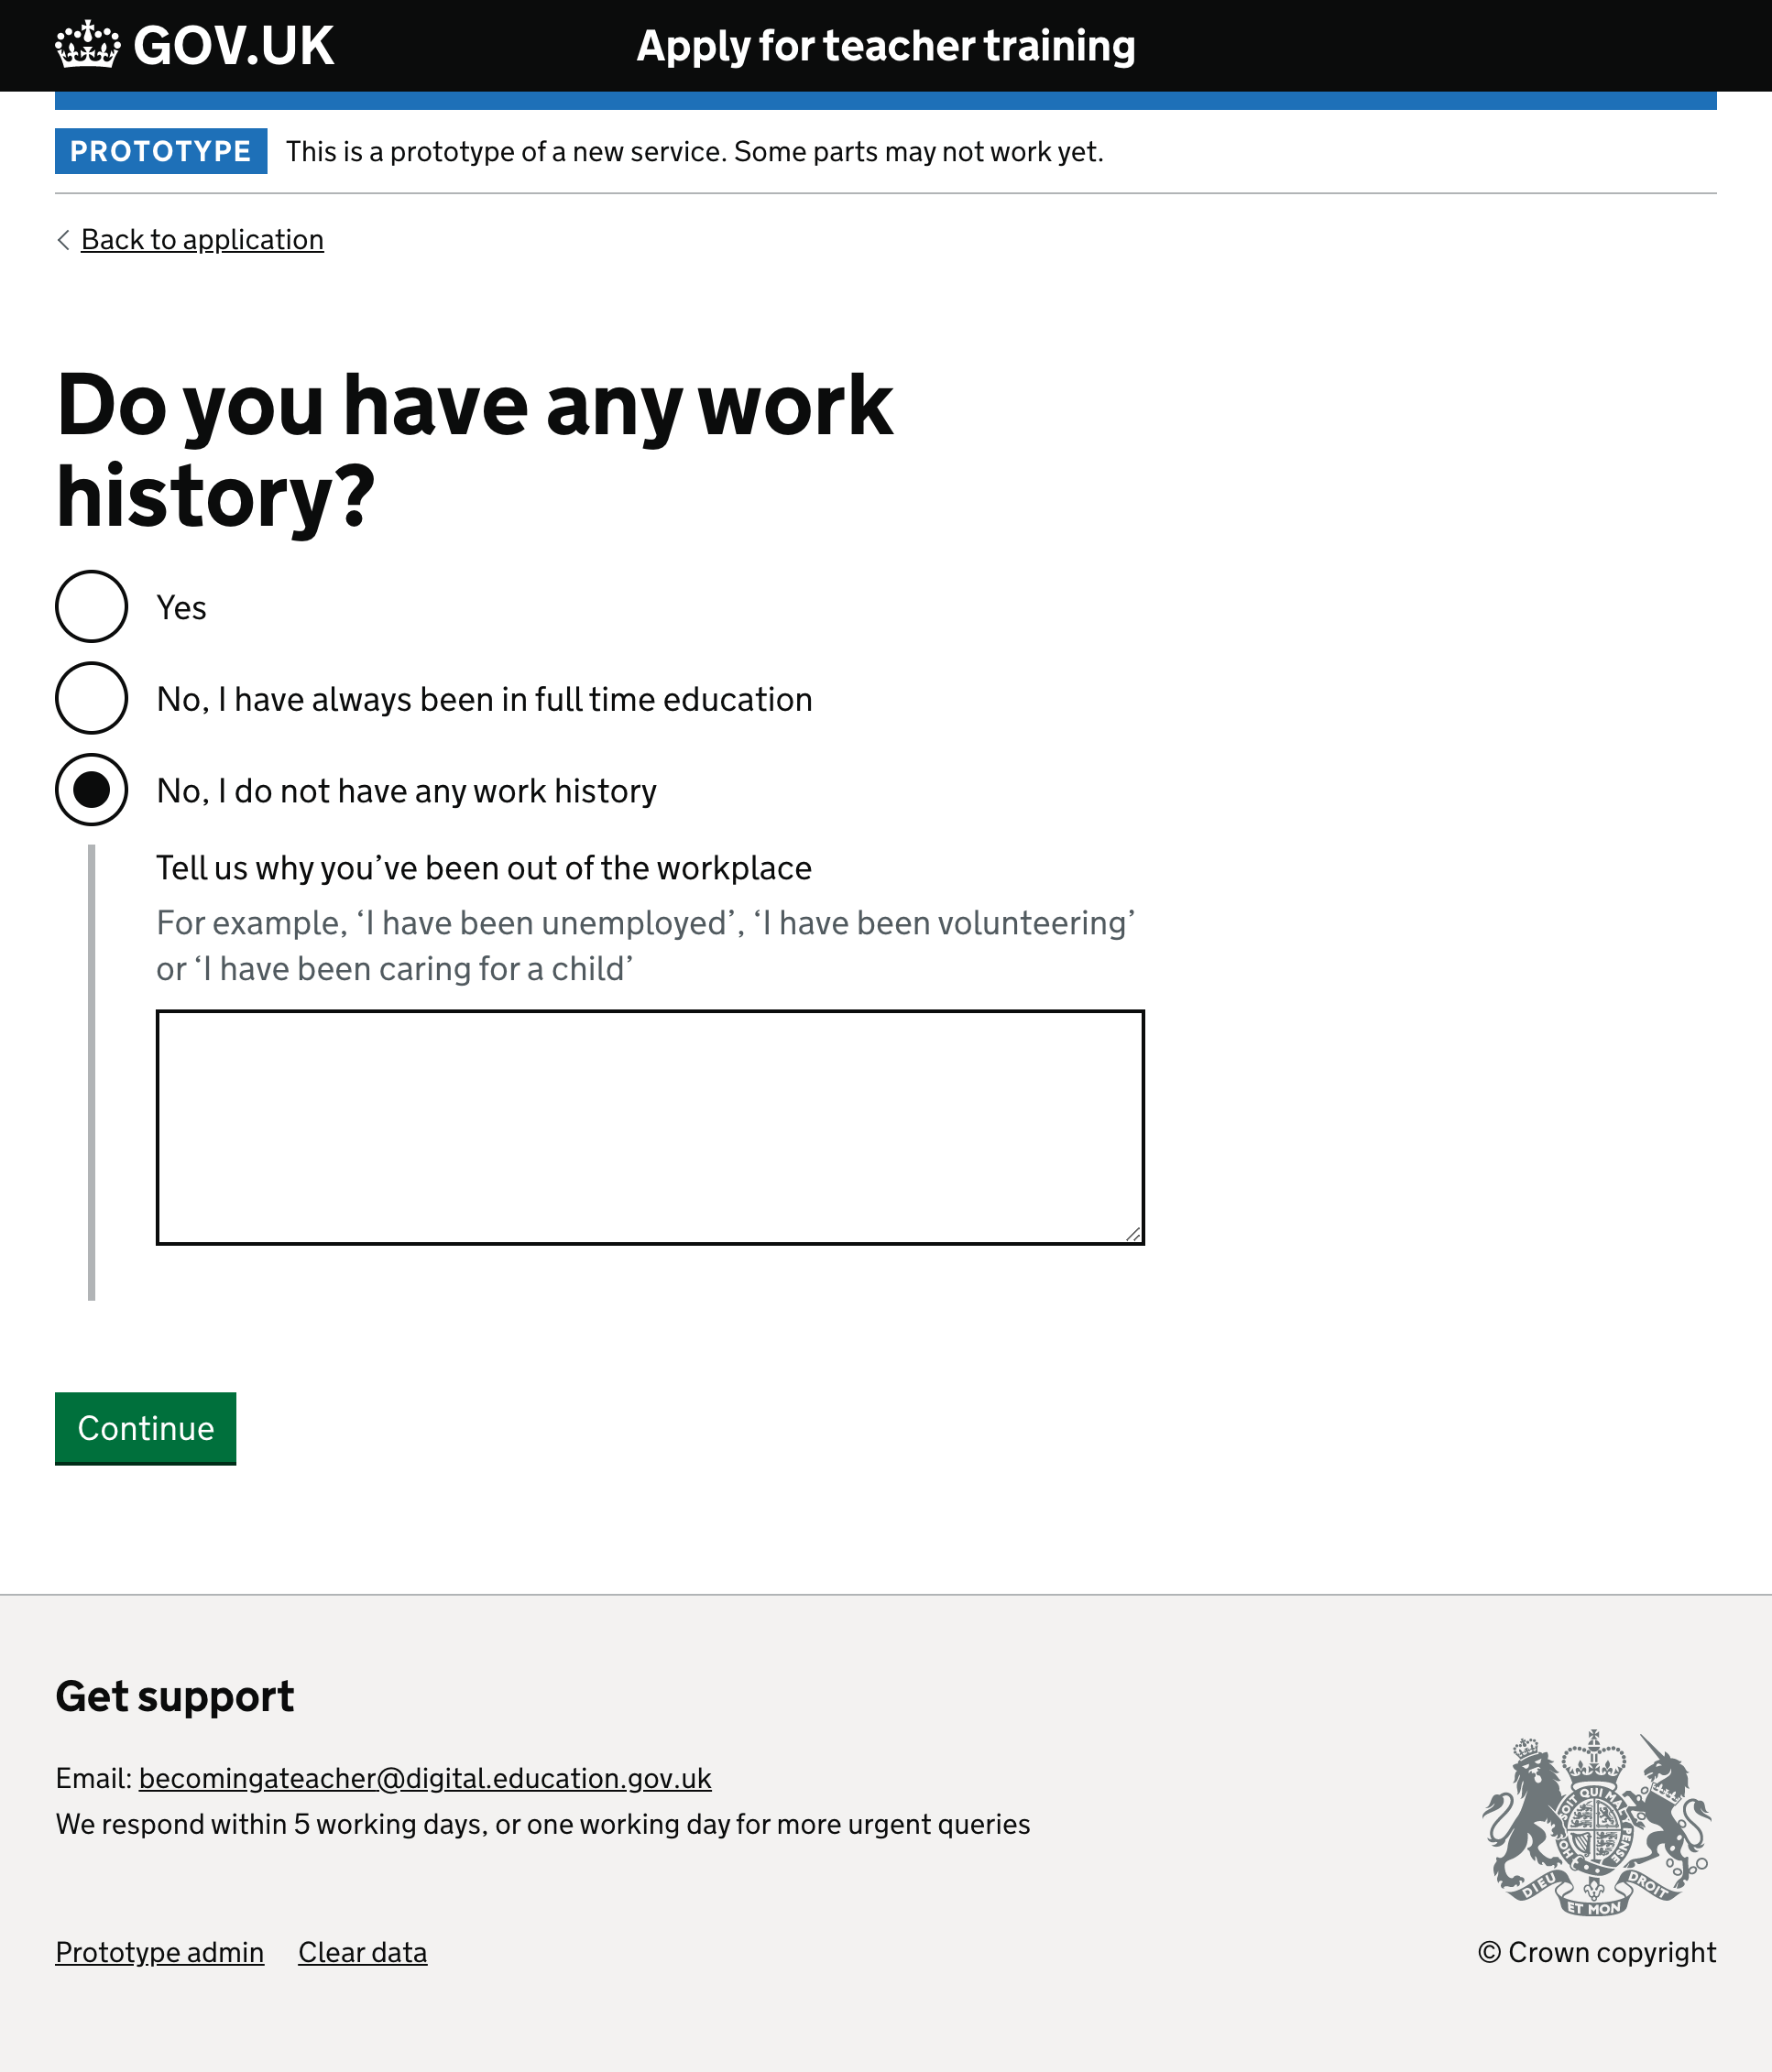 GOV.UK
Apply for teacher training
PROTOTYPE This is a prototype of a new service. Some parts may not work yet.
Back to application
Do you have any work
history?
Yes
No, I have always been in full time education
No, I do not have any work history
Tell us why you’ve been out of the workplace
For example, ‘I have been unemployed’, ‘I have been volunteering’
or ‘I have been caring for a child’
Continue
Get support
Email: becomingateacher@digital.education.gov.uk
We respond within 5 working days, or one working day for more urgent queries
SOIT QUI MAL
PENSE
HON
DIEU
ET MON
DROIT
Prototype admin Clear data
© Crown copyright